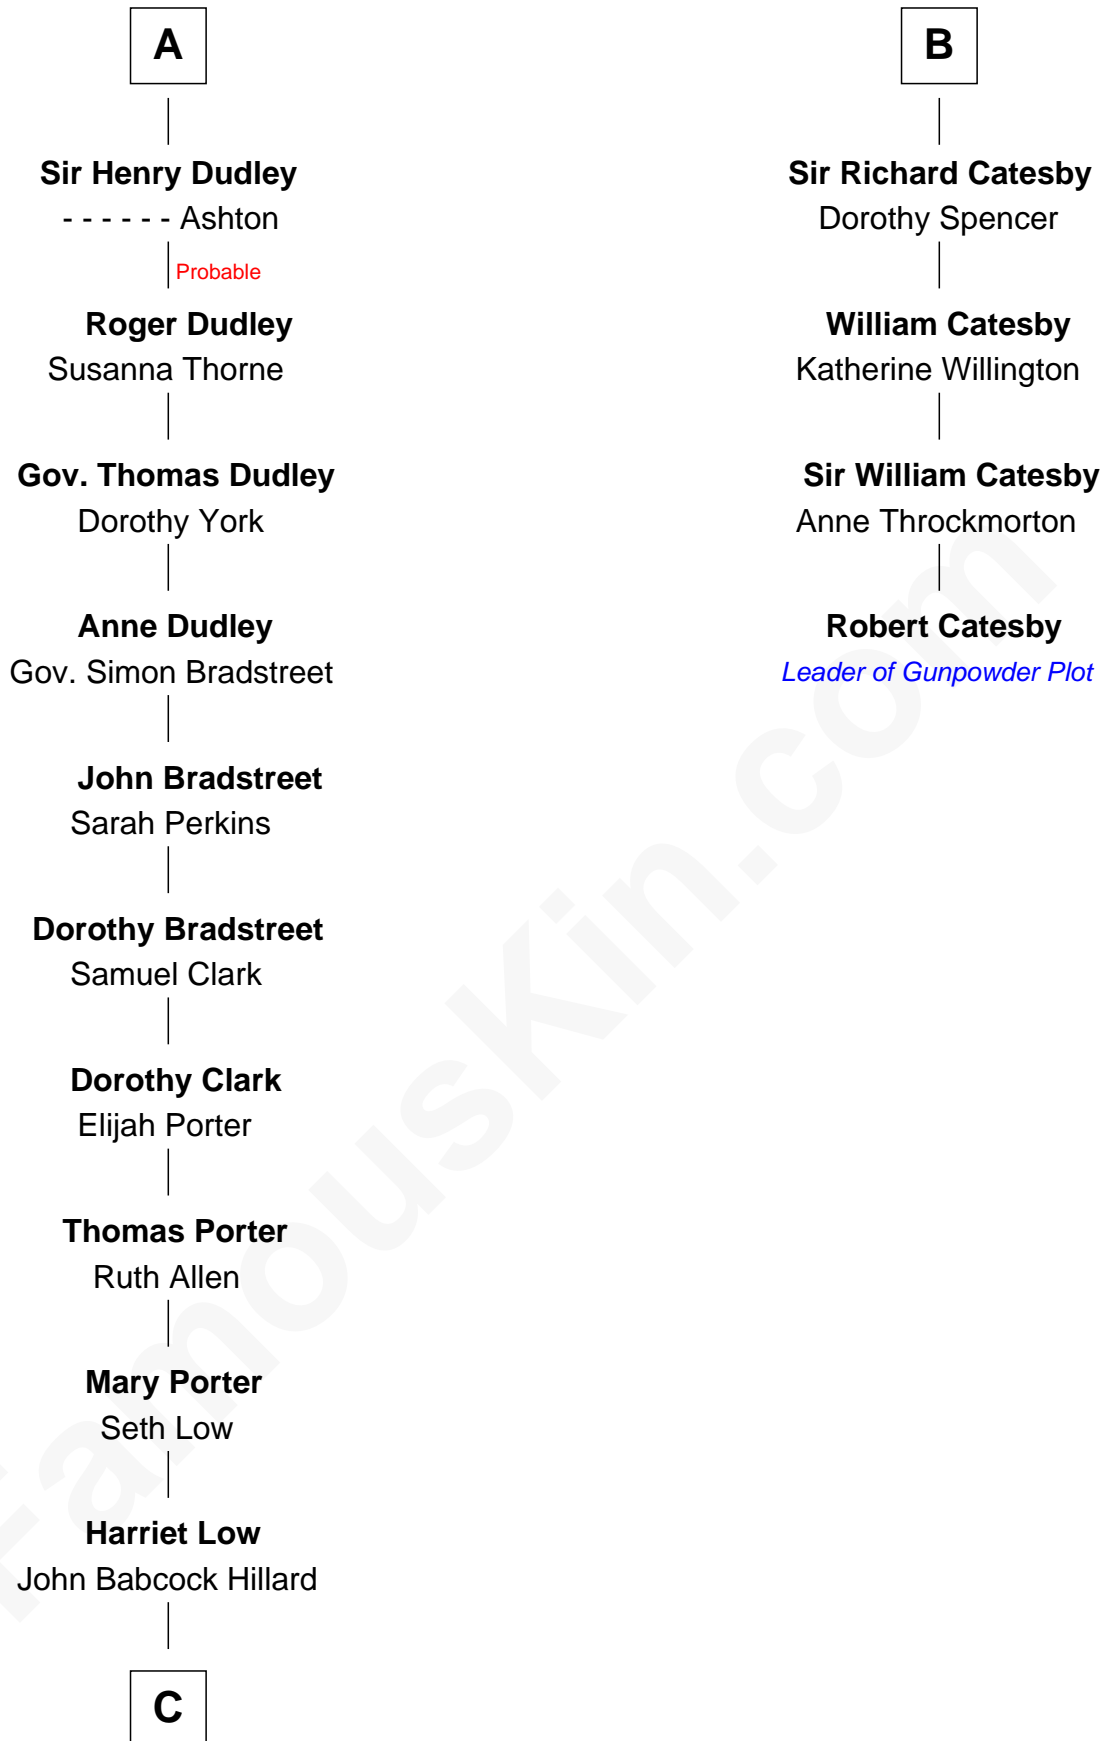 A
Sir Henry Dudley
- - - - - - Ashton
Probable
Roger Dudley
Susanna Thorne
Gov. Thomas Dudley
Dorothy York
Anne Dudley
Gov. Simon Bradstreet
John Bradstreet
Sarah Perkins
Dorothy Bradstreet
Samuel Clark
Dorothy Clark
Elijah Porter
Thomas Porter
Ruth Allen
Mary Porter
Seth Low
Harriet Low
John Babcock Hillard
C
B
Sir Richard Catesby
Dorothy Spencer
William Catesby
Katherine Willington
Sir William Catesby
Anne Throckmorton
Robert Catesby
Leader of Gunpowder Plot
FamousKin.com